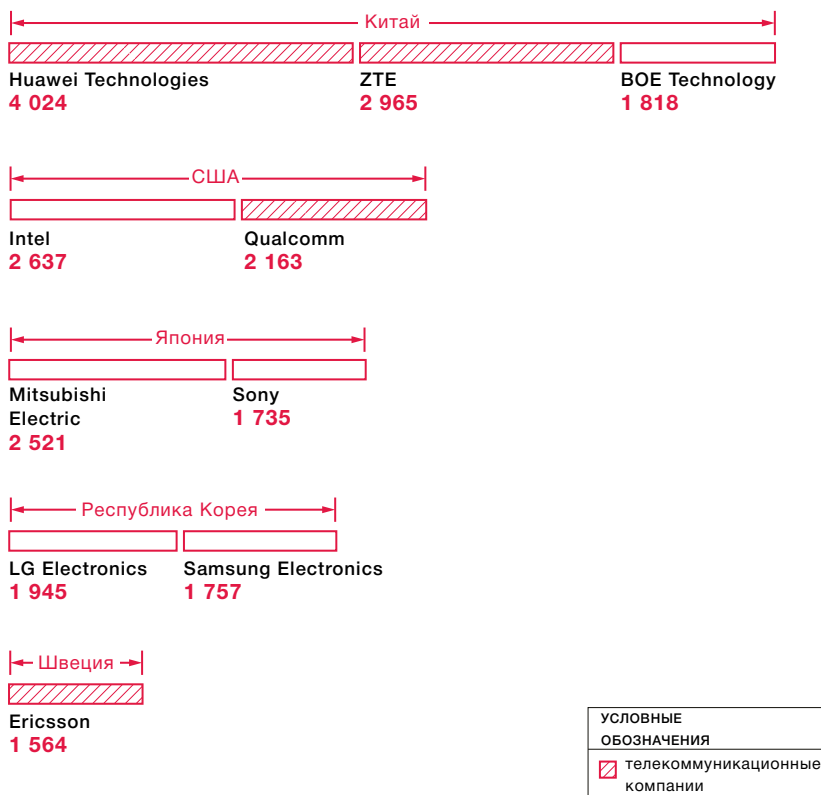 Китай
Huawei Technologies
4 024
ZTE
2 965
BOE Technology
1 818
США
Intel
2 637
Qualcomm
2 163
Япония
Mitsubishi
Electric
2 521
Sony
1 735
Республика Корея
LG Electronics
1 945
Samsung Electronics
1 757
Швеция
Ericsson
1 564
УСЛОВНЫЕ
ОБОЗНАЧЕНИЯ
телекоммуникационные
компании